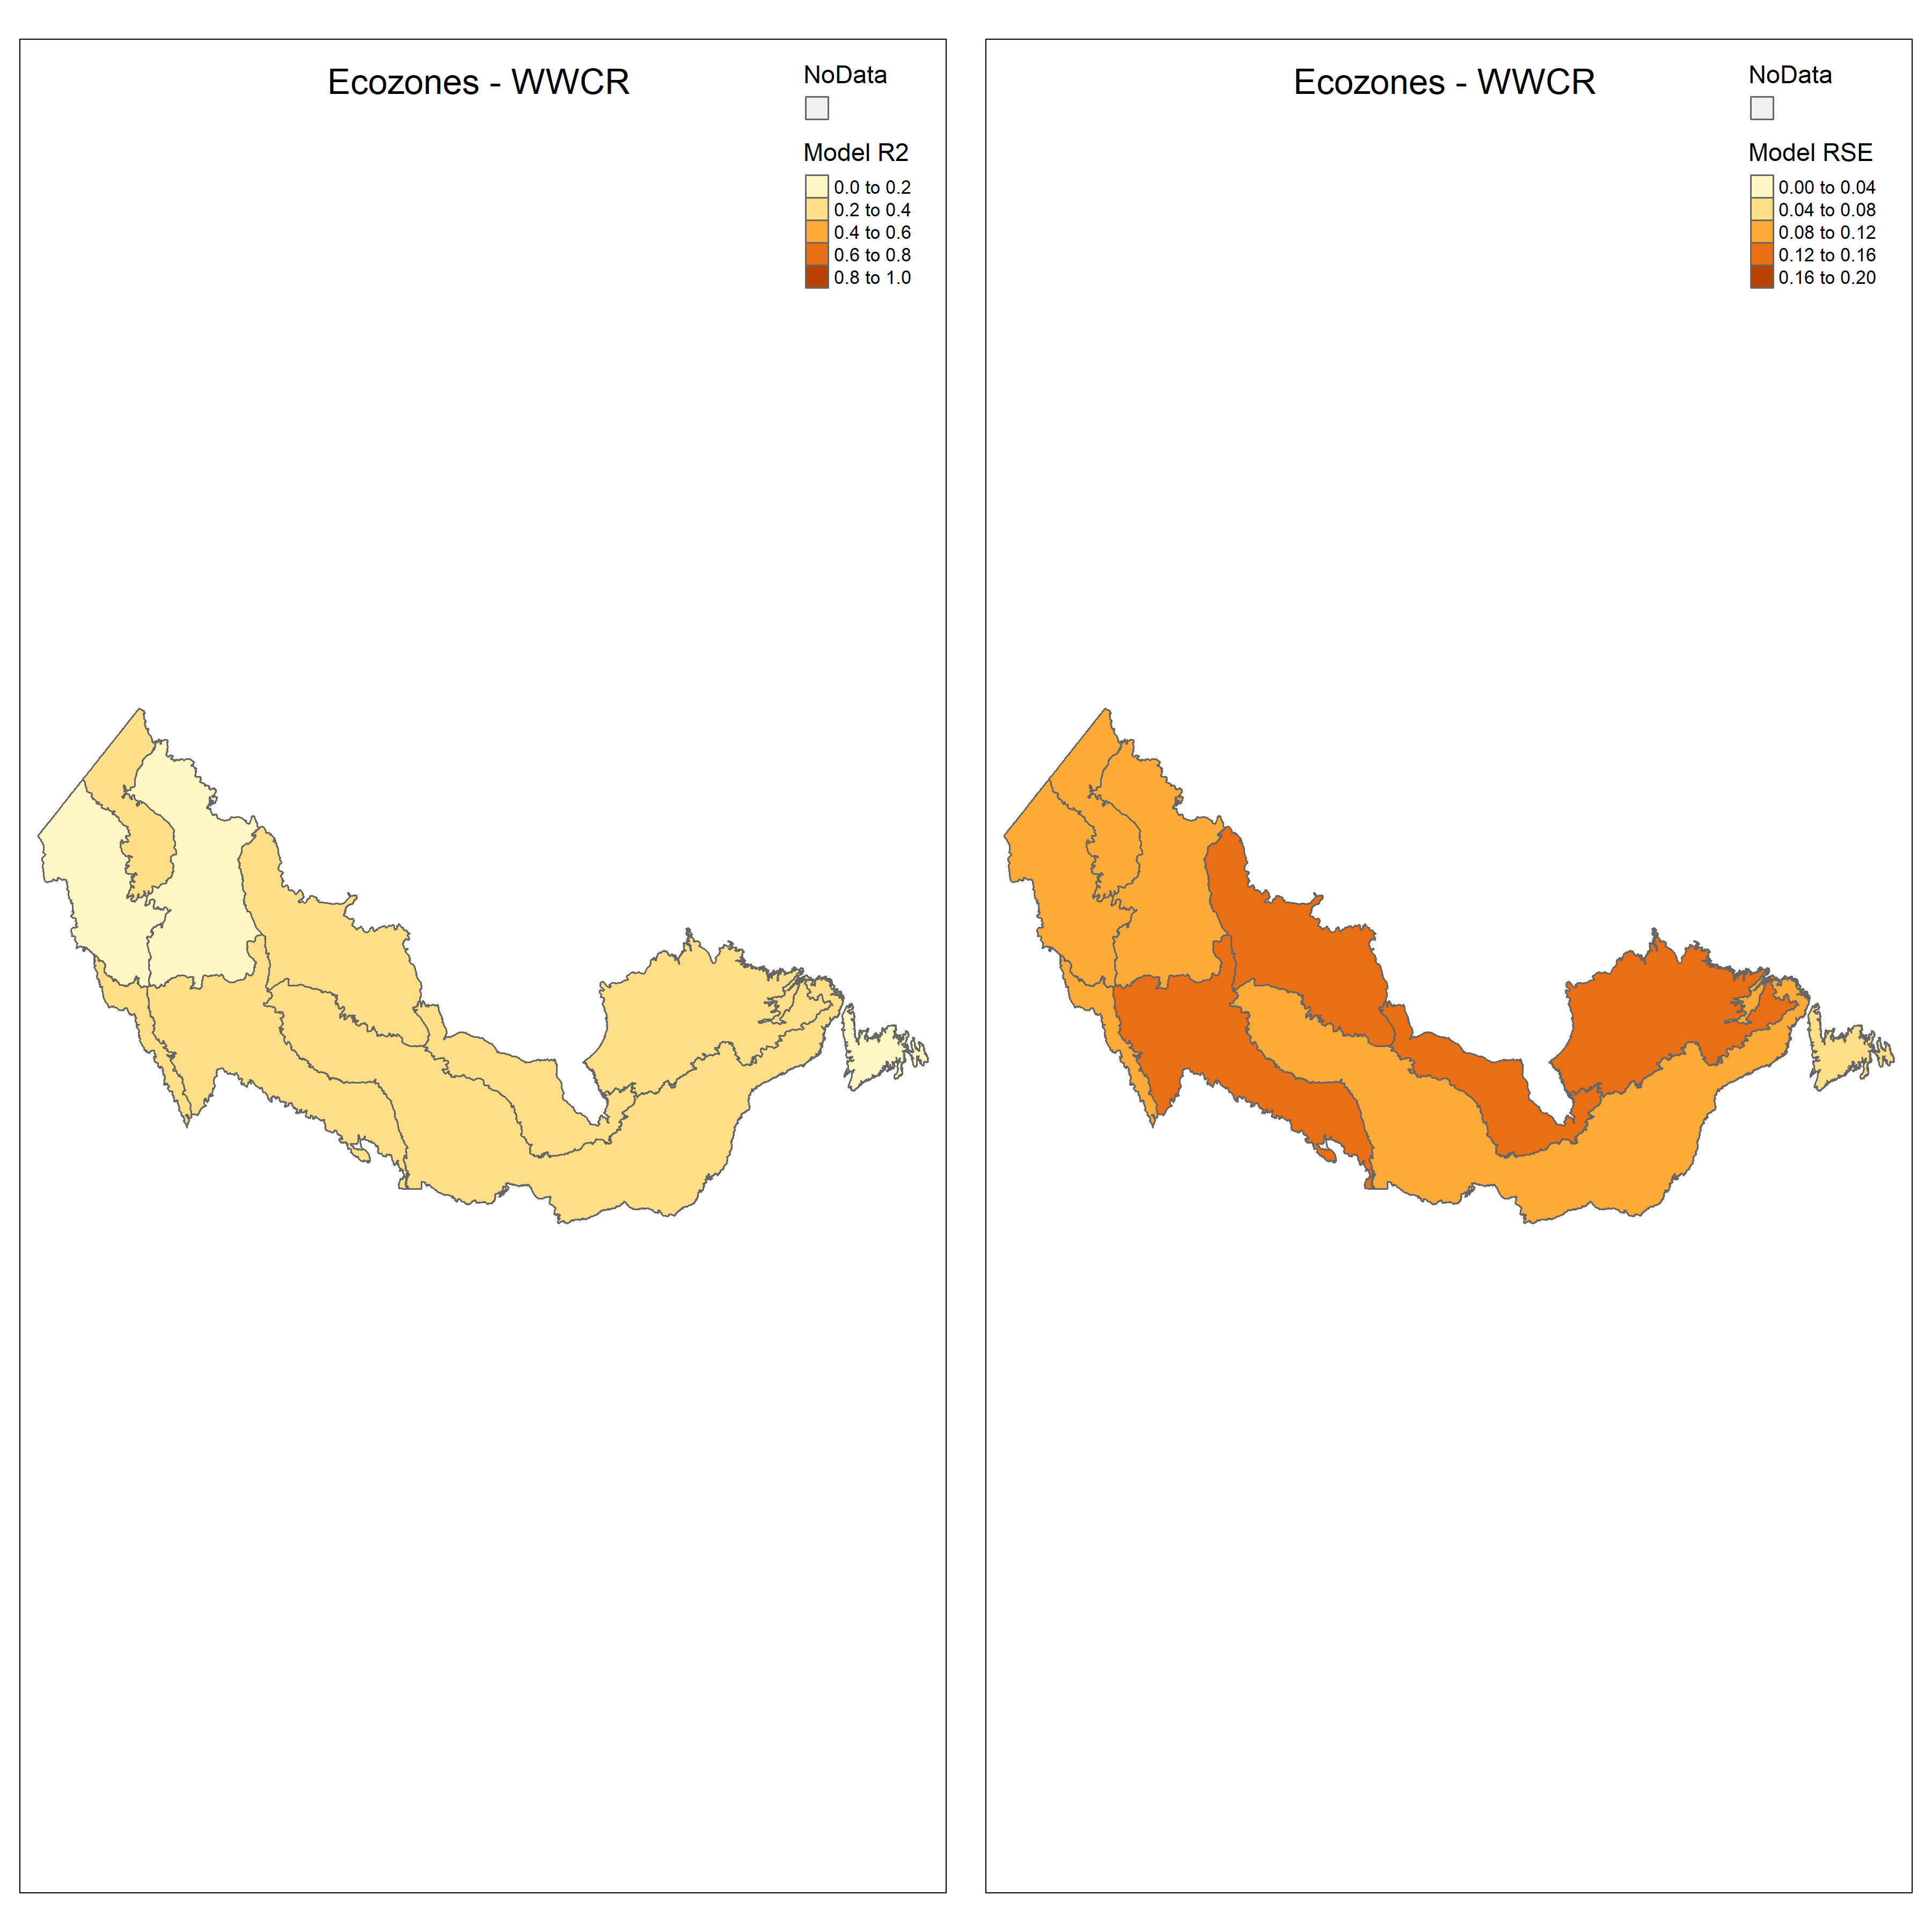 Ecozones - WWCR
NoData
Model R2
0.0 to 0.2
0.2 to 0.4
0.4 to 0.6
0.6 to 0.8
0.8 to 1.0
Ecozones - WWCR
NoData
Model RSE
0.00 to 0.04
0.04 to 0.08
0.08 to 0.12
0.12 to 0.16
0.16 to 0.20